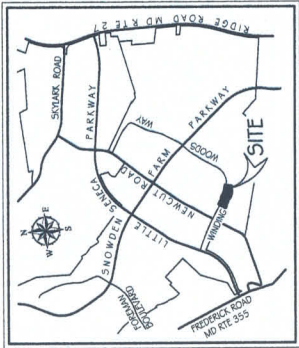 RIDGE ROAD MD RTE 27
SKYLARK ROAD
PARKWAY
WAY
PARKWAY
FARM
WOODS
SITE
ROAD
SENECA
NEWCUT
SNOWDEN
LITTLE
WINDING
FOREMAN
BOULEVARD
FREDERICK ROAD
MD RTE 355
N
E
S
W